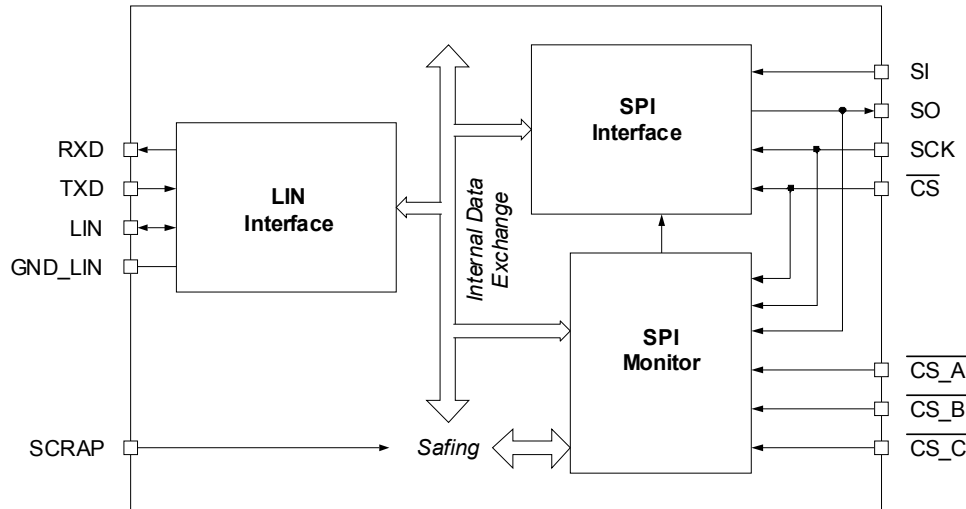 RXD
TXD
LIN
GND_LIN
SCRAP
LIN
Interface
Internal Data
Exchange
Safing
SPI
Interface
SPI
Monitor
SI
SO
SCK
CS
CS_A
CS_B
CS_C